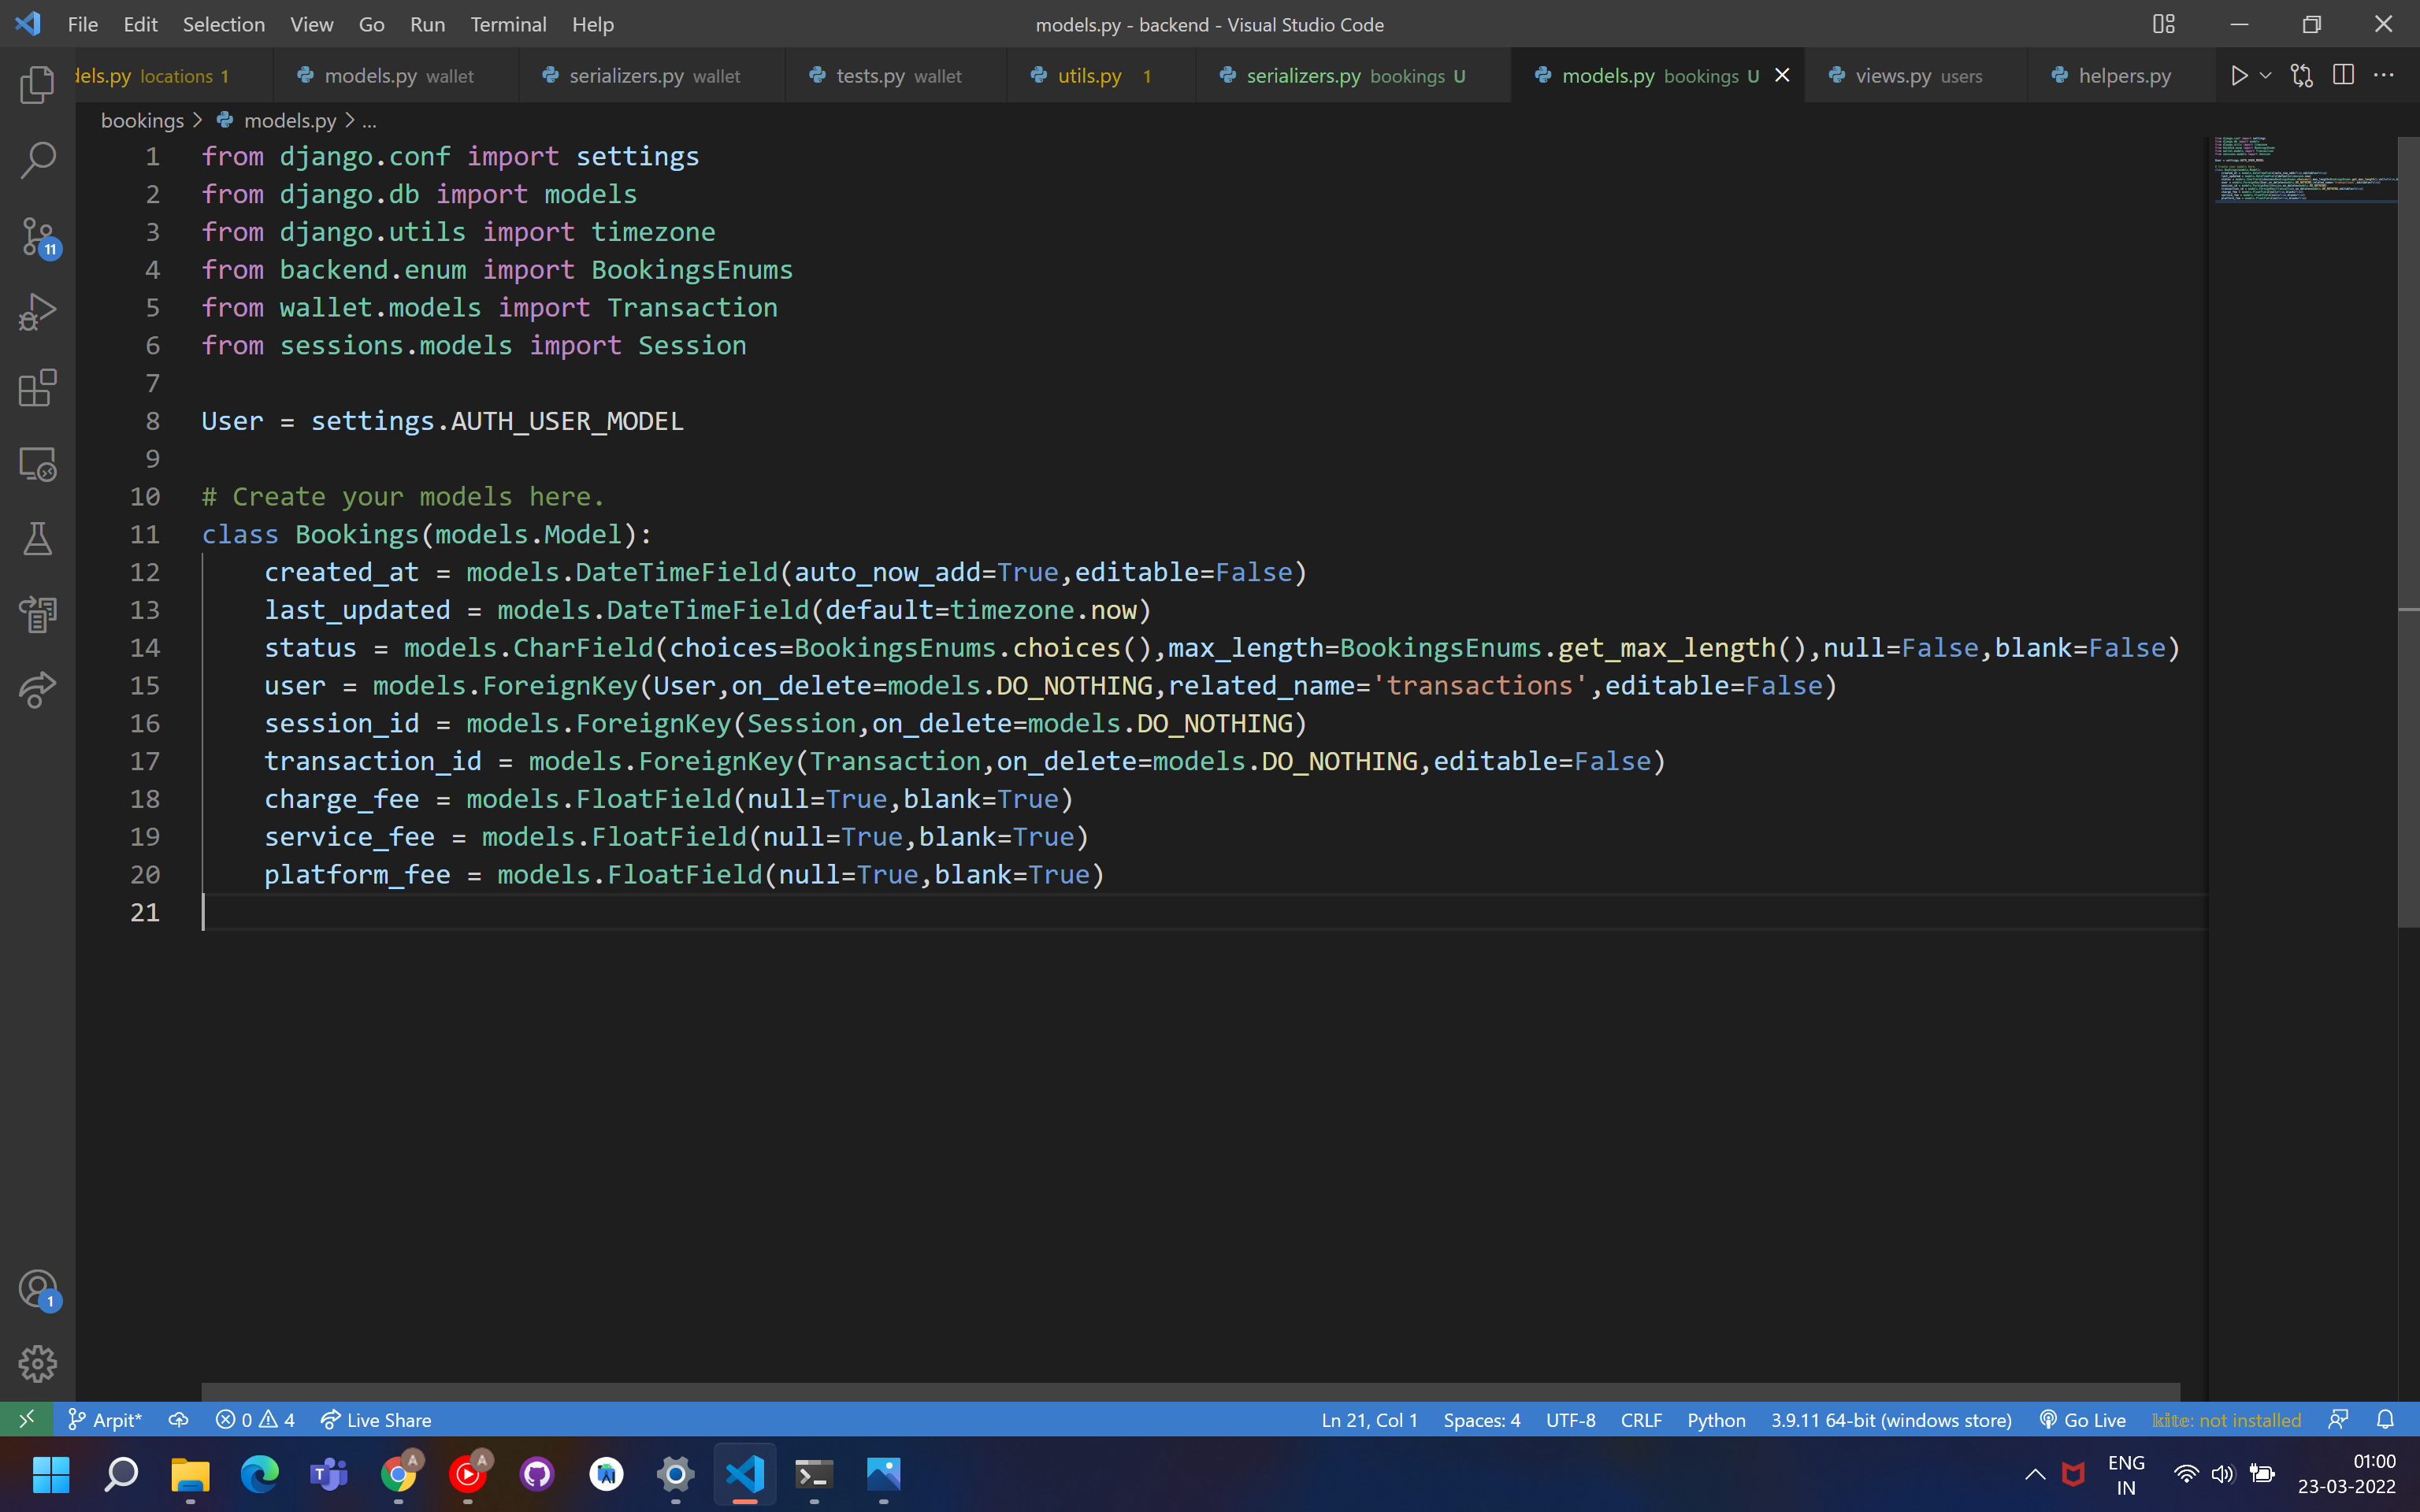 File Edit Selection View Go Run Terminal Help models.py - backend - Visual Studio Code
dels.py locations 1 models.py wallet serializers.py wallet tests.py wallet utils.py 1 serializers.py bookings U models.py bookings U views.py users helpers.py
bookings > models.py > ...
1 from django.conf import settings
2 from django.db import models
3 from django.utils import timezone
4 from backend.enum import BookingsEnums
5 from wallet.models import Transaction
6 from sessions.models import Session
7
8 User = settings.AUTH_USER_MODEL
9
10 # Create your models here.
11 class Bookings(models.Model):
12 created_at = models.DateTimeField(auto_now_add=True,editable=False)
13 last_updated = models.DateTimeField(default=timezone.now)
14 status = models.CharField(choices=BookingsEnums.choices(),max_length=BookingsEnums.get_max_length(),null=False,blank=False)
15 user = models.ForeignKey(User,on_delete=models.DO_NOTHING,related_name='transactions',editable=False)
16 session_id = models.ForeignKey(Session,on_delete=models.DO_NOTHING)
17 transaction_id = models.ForeignKey(Transaction,on_delete=models.DO_NOTHING,editable=False)
18 charge_fee = models.FloatField(null=True,blank=True)
19 service_fee = models.FloatField(null=True,blank=True)
20 platform_fee = models.FloatField(null=True,blank=True)
21
11
1
Arpit* 0 4 Live Share Ln 21, Col 1 Spaces: 4 UTF-8 CRLF Python 3.9.11 64-bit (windows store) Go Live kite: not installed
A A ENG 01:00
IN 23-03-2022